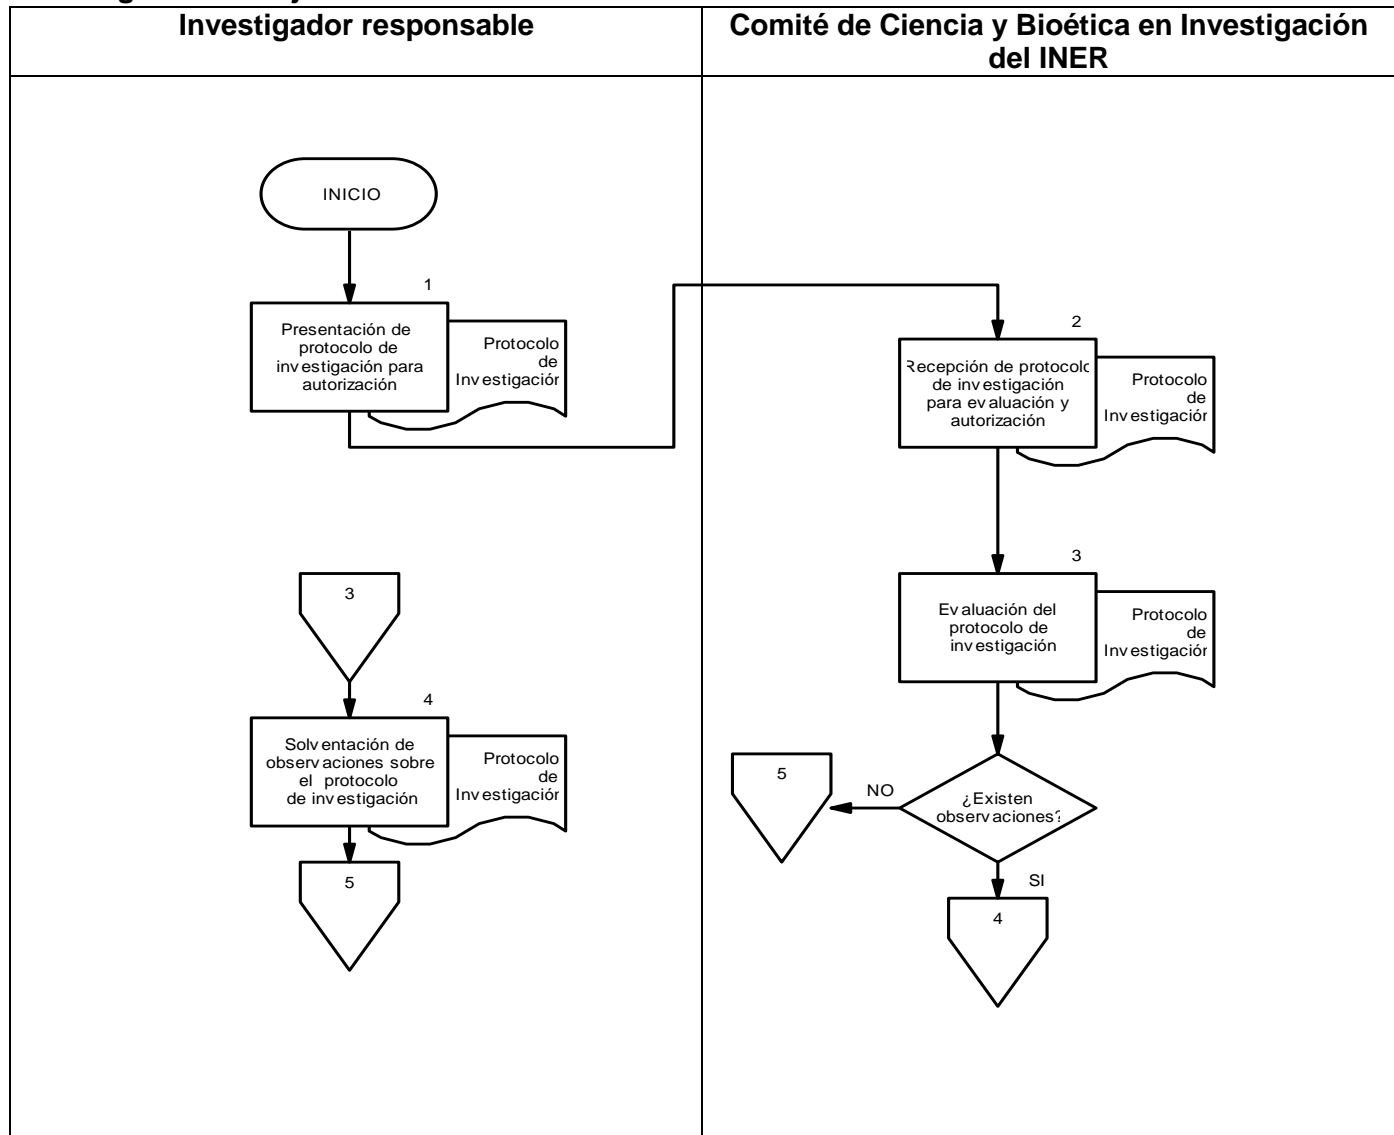 Investigador responsable
Comité de Ciencia y Bioética en Investigación
del INER
INICIO
1
Presentación de
protocolo de
investigación para
autorización
Protocolo
de
Investigación
2
Recepción de protocolo
de investigación
para evaluación y
autorización
Protocolo
de
Investigación
3
Evaluación del
protocolo de
investigación
Protocolo
de
Investigación
3
4
Solventación de
observaciones sobre
el protocolo
de investigación
Protocolo
de
Investigación
5
¿Existen
observaciones?
NO
5
SI
4